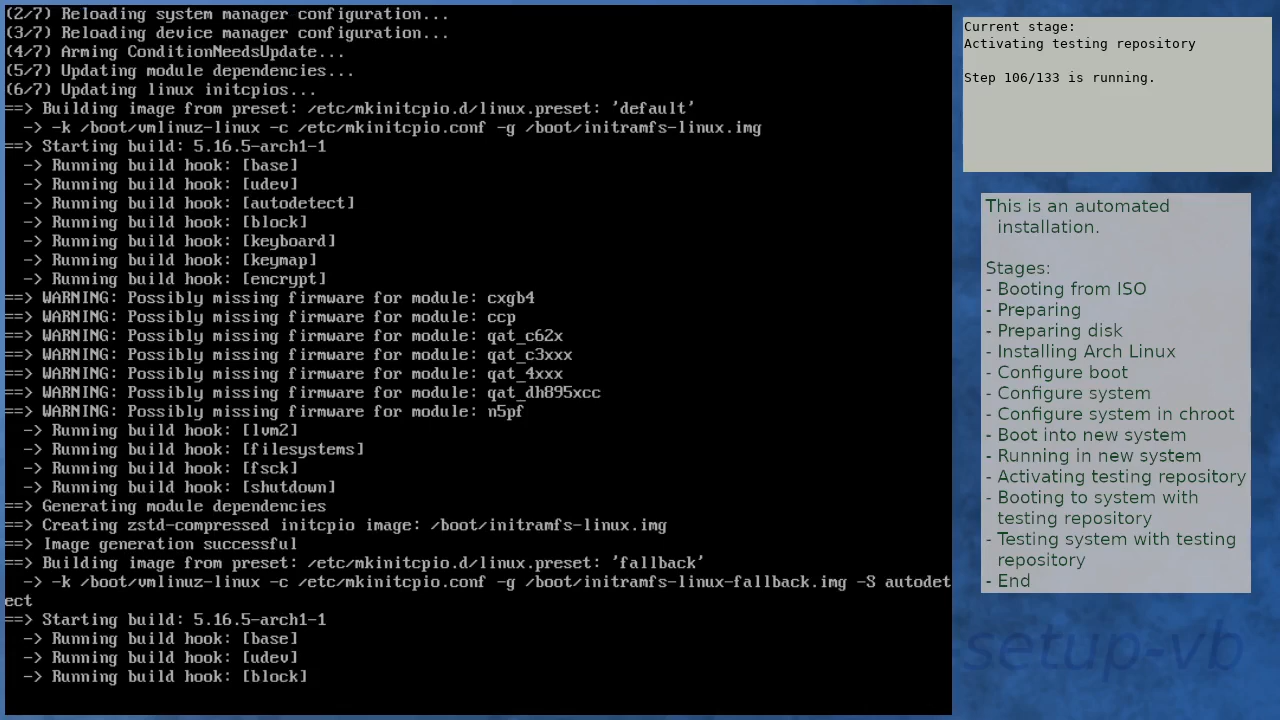 (2/7) Reloading system manager configuration...
(3/7) Reloading device manager configuration...
(4/7) Arming ConditionNeedsUpdate...
(5/7) Updating module dependencies...
(6/7) Updating linux initcpios...
==> Building image from preset: /etc/mkinitcpio.d/linux.preset: 'default'
  -> -k /boot/vmlinuz-linux -c /etc/mkinitcpio.conf -g /boot/initramfs-linux.img
==> Starting build: 5.16.5-arch1-1
  -> Running build hook: [base]
  -> Running build hook: [udev]
  -> Running build hook: [autodetect]
  -> Running build hook: [block]
  -> Running build hook: [keyboard]
  -> Running build hook: [keymap]
  -> Running build hook: [encrypt]
==> WARNING: Possibly missing firmware for module: cxgb4
==> WARNING: Possibly missing firmware for module: ccp
==> WARNING: Possibly missing firmware for module: qat_c62x
==> WARNING: Possibly missing firmware for module: qat_c3xxx
==> WARNING: Possibly missing firmware for module: qat_4xxx
==> WARNING: Possibly missing firmware for module: qat_dh895xcc
==> WARNING: Possibly missing firmware for module: n5pf
  -> Running build hook: [lvm2]
  -> Running build hook: [filesystems]
  -> Running build hook: [fsck]
  -> Running build hook: [shutdown]
==> Generating module dependencies
==> Creating zstd-compressed initcpio image: /boot/initramfs-linux.img
==> Image generation successful
==> Building image from preset: /etc/mkinitcpio.d/linux.preset: 'fallback'
  -> -k /boot/vmlinuz-linux -c /etc/mkinitcpio.conf -g /boot/initramfs-linux-fallback.img -S autodet
ect
==> Starting build: 5.16.5-arch1-1
  -> Running build hook: [base]
  -> Running build hook: [udev]
  -> Running build hook: [block]
Current stage:
Activating testing repository
Step 106/133 is running.
This is an automated
installation.
Stages:
- Booting from ISO
- Preparing
- Preparing disk
- Installing Arch Linux
- Configure boot
- Configure system
- Configure system in chroot
- Boot into new system
- Running in new system
- Activating testing repository
- Booting to system with
testing repository
- Testing system with testing
repository
- End
setup-vb